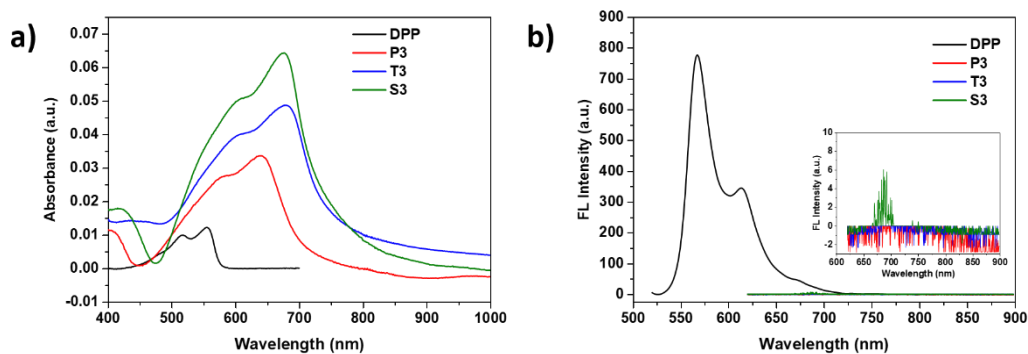 a)
0.07
0.06
0.05
0.04
0.03
0.02
0.01
0.00
-0.01
Absorbance (a.u.)
DPP
P3
T3
S3
400 500 600 700 800 900 1000
Wavelength (nm)
b)
900
800
700
600
500
400
300
200
100
50
0
FL Intensity (a.u.)
DPP
P3
T3
S3
10
8
6
4
2
0
-2
FL Intensity (a.u.)
600 650 700 750 800 850 900
Wavelength (nm)
500 550 600 650 700 750 800 850 900
Wavelength (nm)